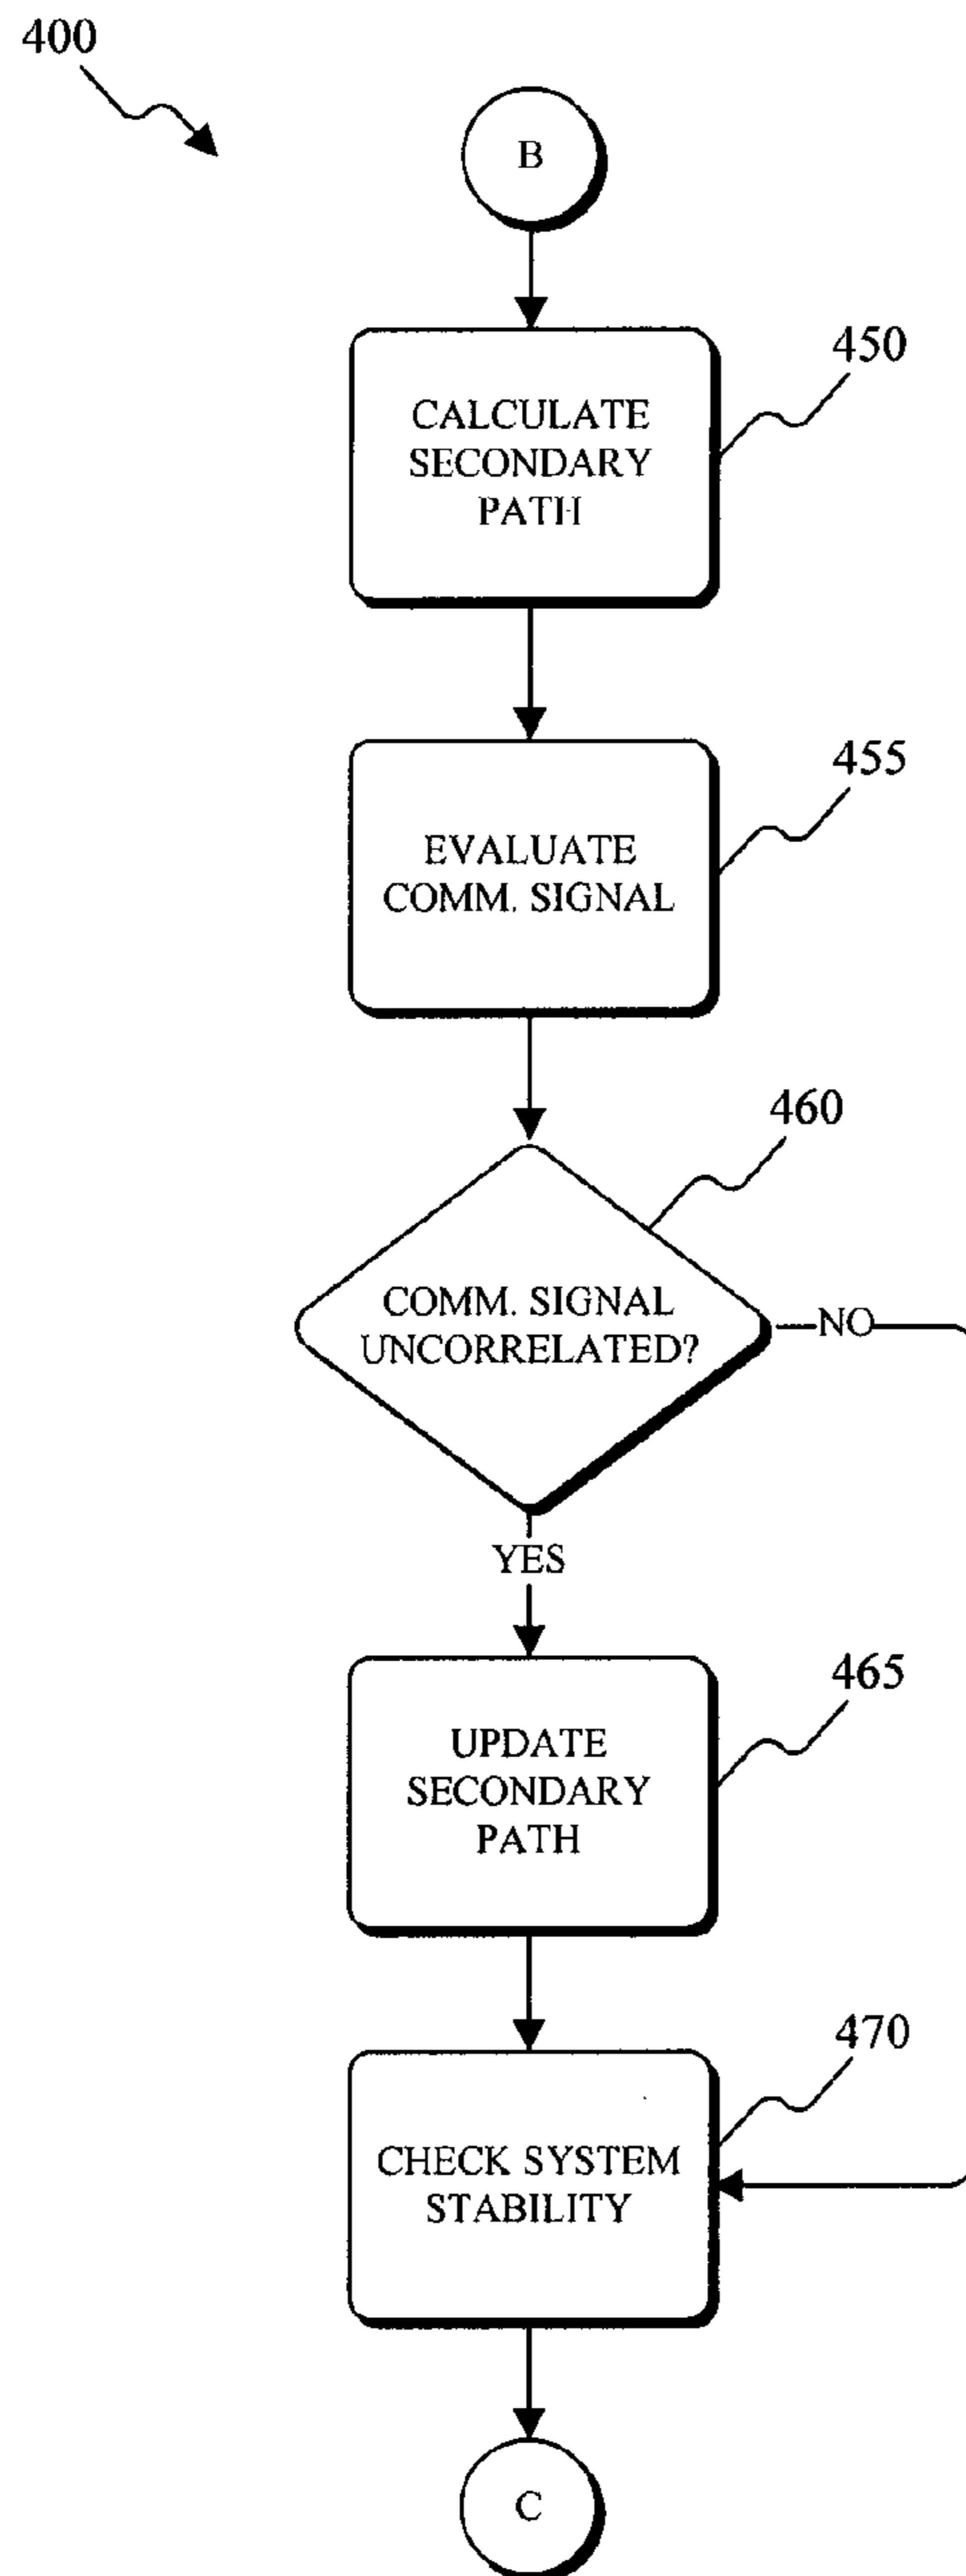 400
B
450
CALCULATE
SECONDARY
PATH
455
EVALUATE
COMM. SIGNAL
460
COMM. SIGNAL
UNCORRELATED?
NO
YES
465
UPDATE
SECONDARY
PATH
470
CHECK SYSTEM
STABILITY
C